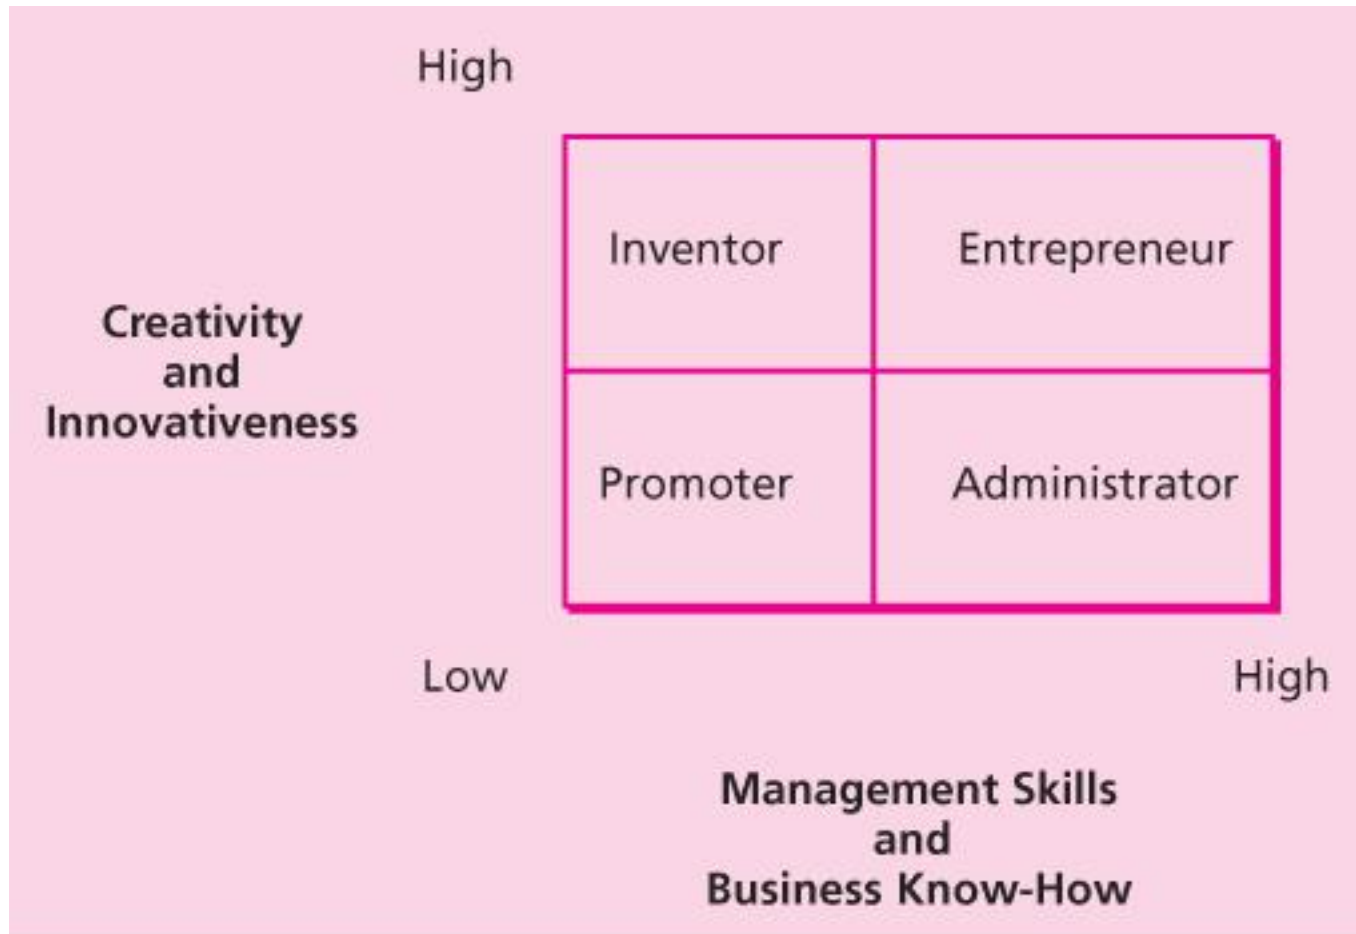 High
Inventor
Entrepreneur
Creativity
and
Innovativeness
Promoter
Administrator
Low
High
Management Skills
and
Business Know-How